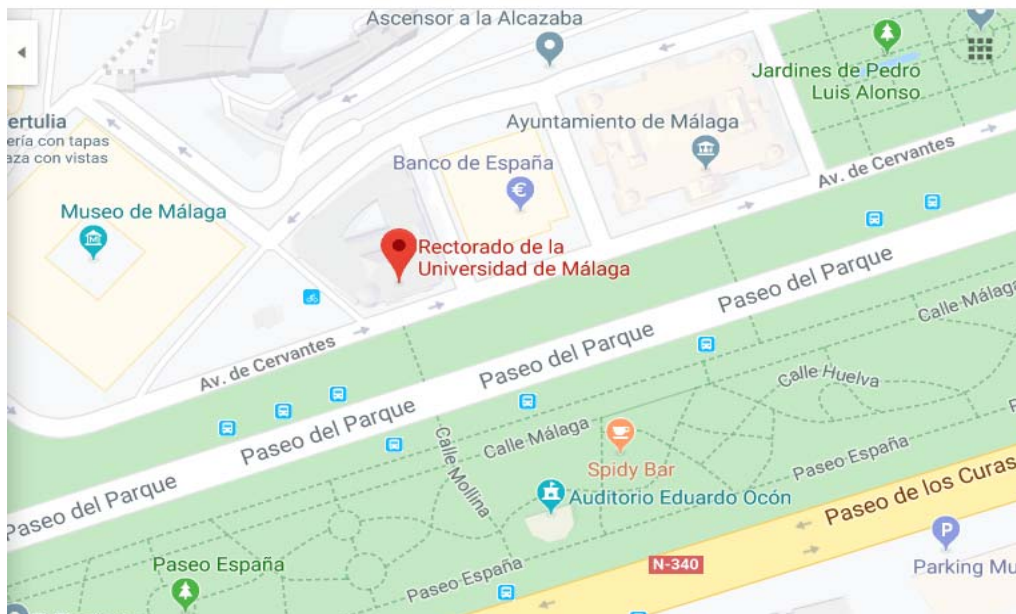 Ascensor a la Alcazaba
Jardines de Pedro
Luis Alonso
ertulia
ería con tapas
aza con vistas
Ayuntamiento de Málaga
Banco de España
€
Av. de Cervantes
Museo de Málaga
M
Rectorado de la
Universidad de Málaga
Paseo del Parque
Calle Málaga
Av. de Cervantes
Paseo del Parque
Calle Huelva
Paseo del Parque
Calle Málaga
Calle Mollina
Spidy Bar
Paseo España
Paseo del Parque
Auditorio Eduardo Ocón
Paseo de los Curas
P
Paseo España
N-340
Parking Mu
Paseo España